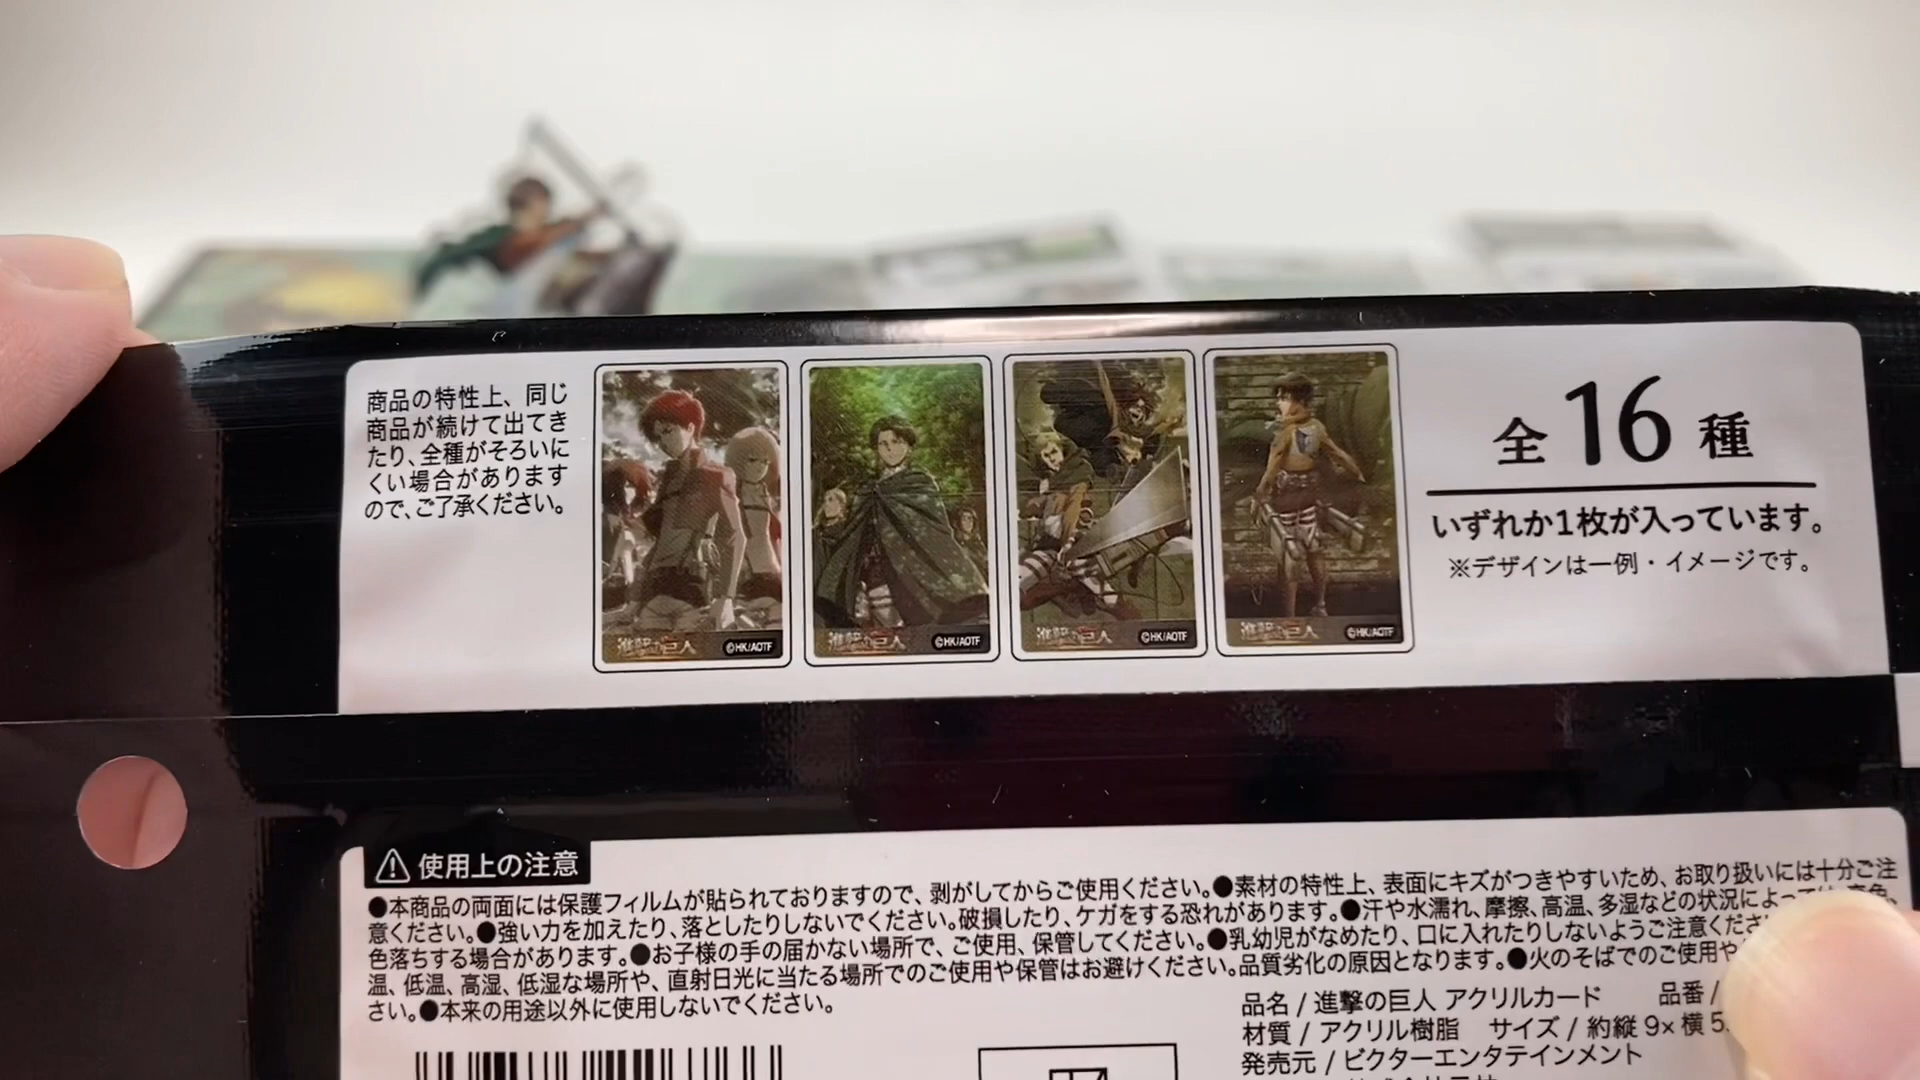 商品の特性上、同じ
商品が続けて出てき
たり、全種がそろいに
くい場合があります
ので、ご了承ください。
進撃の巨人
©HK/AOTF
進撃の巨人
©HK/AOTF
進撃の巨人
©HK/AOTF
進撃の巨人
©HK/AOTF
全16種
いずれか1枚が入っています。
※デザインは一例・イメージです。
使用上の注意
●本商品の両面には保護フィルムが貼られておりますので、剥がしてからご使用ください。●素材の特性上、表面にキズがつきやすいため、お取り扱いには十分ご注
意ください。●強い力を加えたり、落としたりしないでください。破損したり、ケガをする恐れがあります。●汗や水濡れ、摩擦、高温、多湿などの状況によっては、変色、
色落ちする場合があります。●お子様の手の届かない場所で、ご使用、保管してください。●乳幼児がなめたり、口に入れたりしないようご注意くださ
温、低温、高湿、低湿な場所や、直射日光に当たる場所でのご使用や保管はお避けください。品質劣化の原因となります。●火のそばでのご使用や
さい。●本来の用途以外に使用しないでください。
品名 / 進撃の巨人 アクリルカード 品番 /
材質 / アクリル樹脂 サイズ / 約縦 9× 横 5.
発売元 / ビクターエンタテインメント